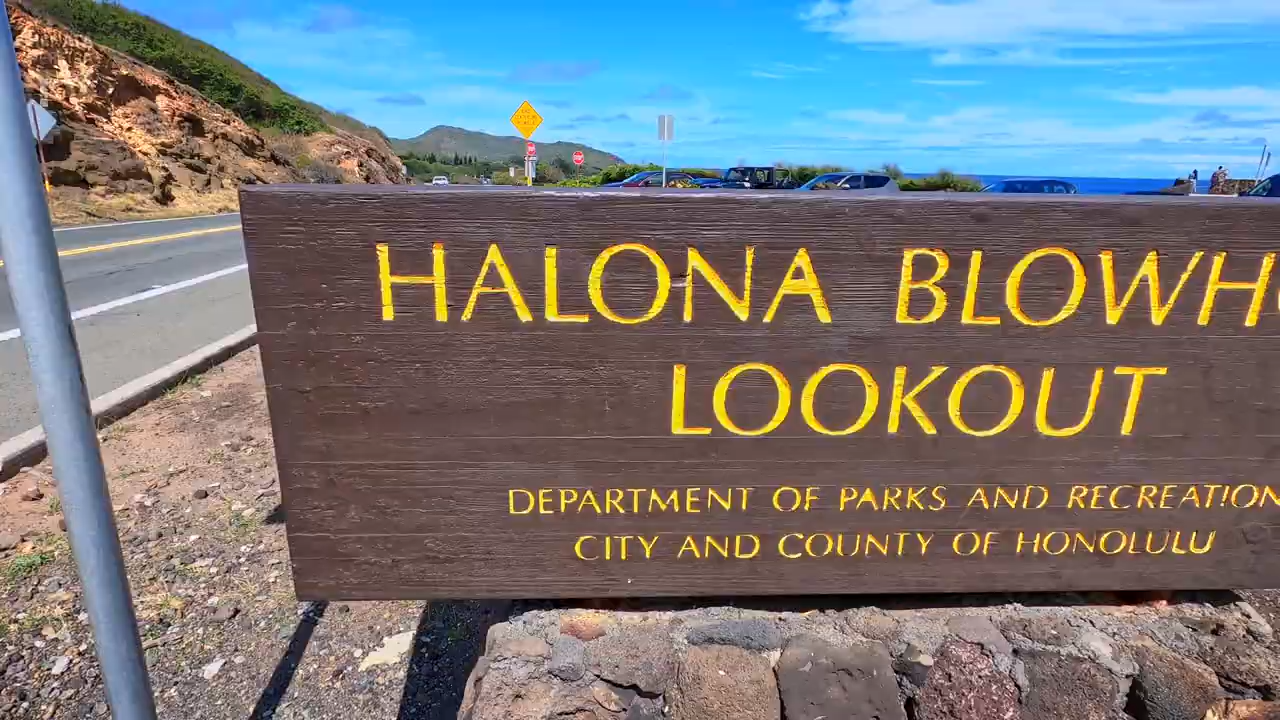 HALONA BLOWH
LOOKOUT
DEPARTMENT OF PARKS AND RECREATION
CITY AND COUNTY OF HONOLULU